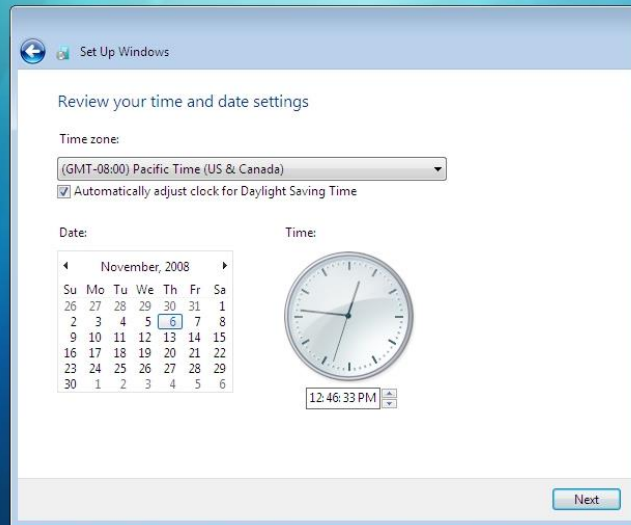 Set Up Windows
Review your time and date settings
Time zone:
(GMT-08:00) Pacific Time (US & Canada)
Automatically adjust clock for Daylight Saving Time
Date:
Time:
November, 2008
Su Mo Tu We Th Fr Sa
26 27 28 29 30 31 1
2 3 4 5 6 7 8
9 10 11 12 13 14 15
16 17 18 19 20 21 22
23 24 25 26 27 28 29
30 1 2 3 4 5 6
12:46:33 PM
Next